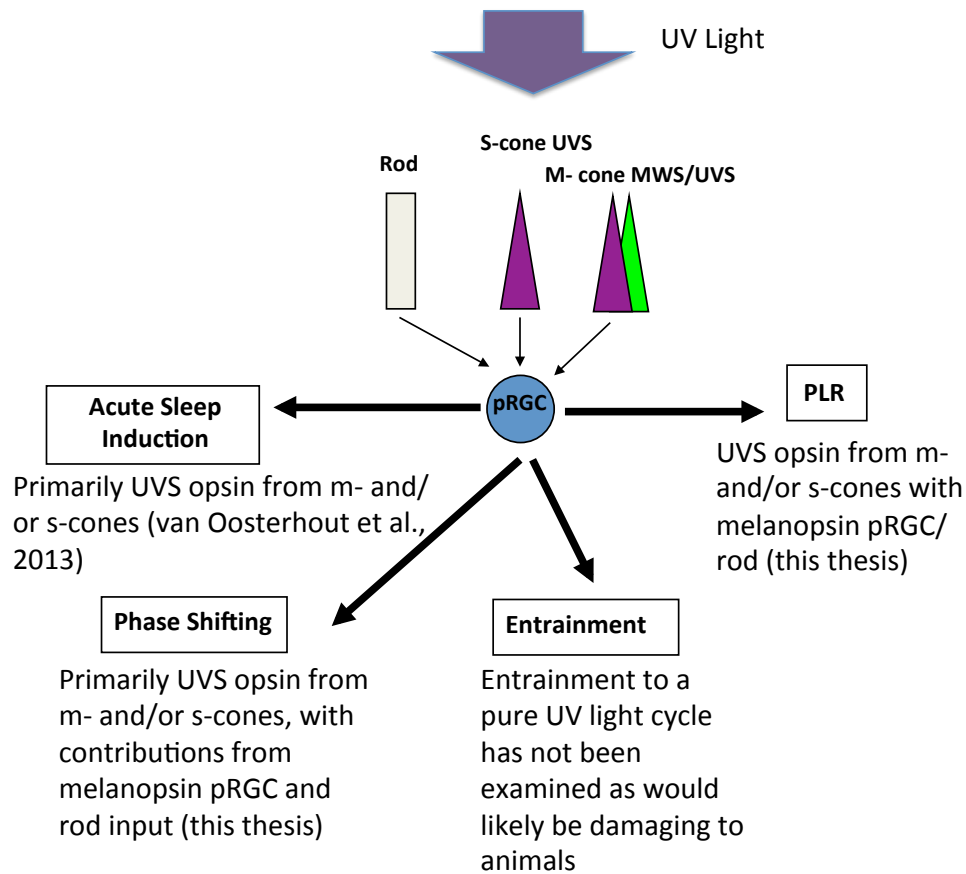 UV Light
S-cone UVS
Rod
M- cone MWS/UVS
pRGC
Acute Sleep
Induction
Primarily UVS opsin from m- and/
or s-cones (van Oosterhout et al.,
2013)
PLR
UVS opsin from m-
and/or s-cones with
melanopsin pRGC/
rod (this thesis)
Phase Shifting
Primarily UVS opsin from
m- and/or s-cones, with
contributions from
melanopsin pRGC and
rod input (this thesis)
Entrainment
Entrainment to a
pure UV light cycle
has not been
examined as would
likely be damaging to
animals